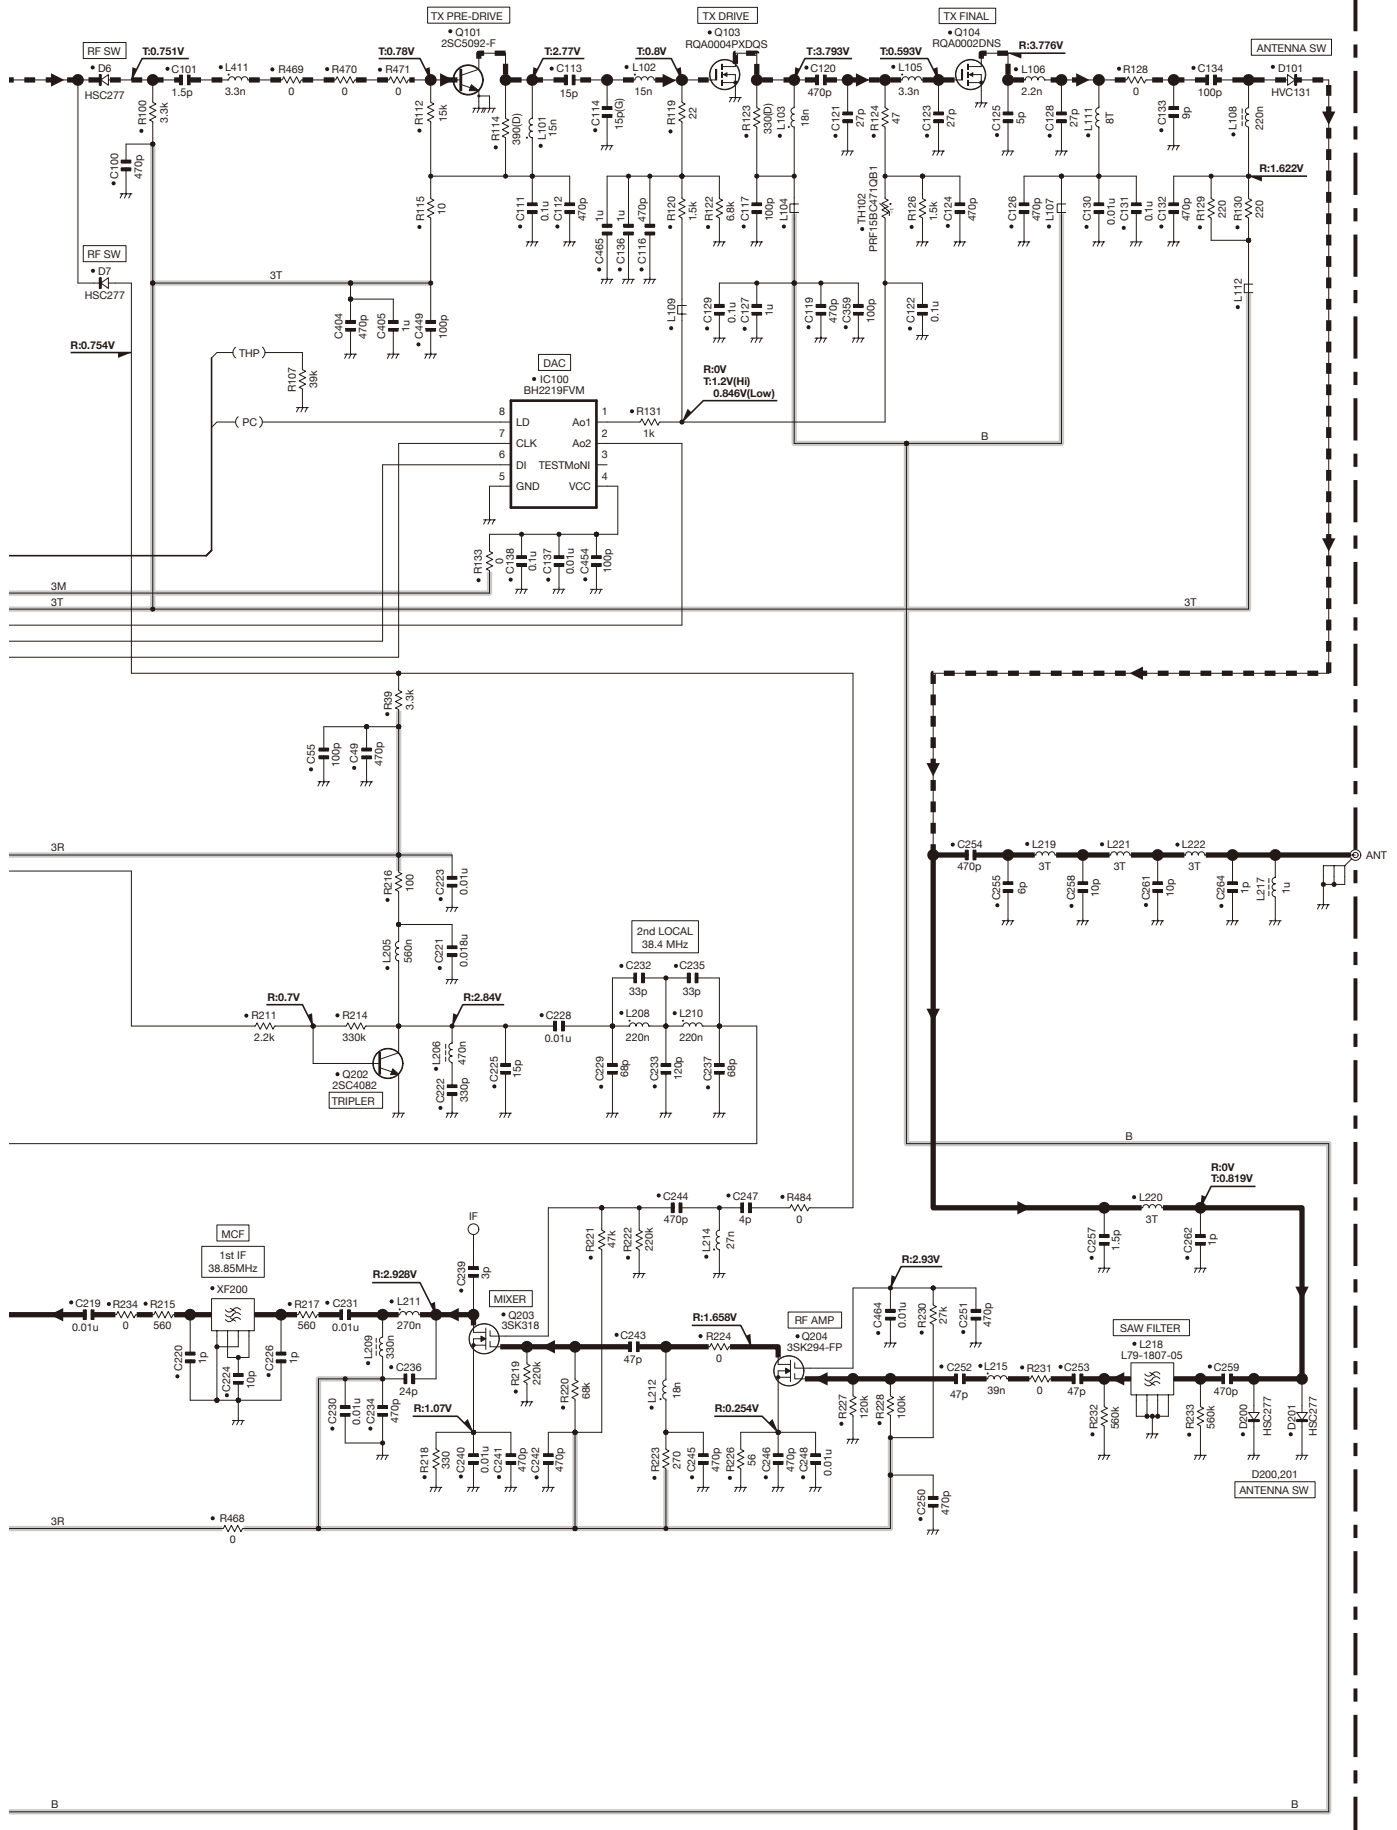 TX PRE-DRIVE
• Q101
2SC5092-F
TX DRIVE
• Q103
RQA0004PXDQS
TX FINAL
• Q104
RQA0002DNS
RF SW
• D6
HSC277
T:0.751V
• C101
1.5p
• L411
3.3n
• R469
0
• R470
0
• R471
0
T:0.78V
T:2.77V
• C113
15p
• L102
15n
T:0.8V
T:3.793V
• C120
470p
T:0.593V
• L105
3.3n
R:3.776V
• L106
2.2n
• R128
0
• C134
100p
ANTENNA SW
• D101
HVC131
• R100
3.3k
• R112
15k
• R114
390(D)
• L101
15n
• C114
15p(G)
• R119
22
• R123
330(D)
• L103
18n
• C121
27p
• R124
47
• C123
27p
• C125
5p
• C128
27p
• L111
8T
• C133
9p
• L108
220n
• C100
470p
• R115
10
• C111
0.1u
• C112
470p
• C465
1u
• C136
1u
• C116
470p
• R120
1.5k
• R122
6.8k
• C117
100p
• L104
• TH102
PRF15BC471QB1
• R126
1.5k
• C124
470p
• C126
470p
• L107
• C130
0.01u
• C131
0.1u
• C132
470p
• R129
220
• R130
220
R:1.622V
RF SW
• D7
HSC277
3T
• C404
470p
• C405
1u
• C449
100p
• L109
• C129
0.1u
• C127
1u
• C119
470p
• C359
100p
• C122
0.1u
• L112
R:0.754V
THP
• R107
39k
PC
DAC
• IC100
BH2219FVM
8 LD Ao1 1
7 CLK Ao2 2
6 DI TESTMoNI 3
5 GND VCC 4
• R131
1k
R:0V
T:1.2V(Hi)
0.846V(Low)
B
• R133
0
• C138
0.1u
• C137
0.01u
• C454
100p
3M
3T
3T
• R39
3.3k
• C55
100p
• C49
470p
3R
• R216
100
• C223
0.01u
• L205
560n
• C221
0.018u
• C254
470p
• L219
3T
• L221
3T
• L222
3T
ANT
• C255
6p
• C258
10p
• C261
10p
• C264
1p
L217
1u
2nd LOCAL
38.4 MHz
• C232
33p
• C235
33p
R:0.7V
R:2.84V
• R211
2.2k
• R214
330k
• C228
0.01u
• L208
220n
• L210
220n
• Q202
2SC4082
TRIPLER
• L206
470n
• C222
330p
• C225
15p
• C229
68p
• C233
120p
• C237
68p
B
R:0V
T:0.819V
• L220
3T
• C257
1.5p
• C262
1p
• C244
470p
• C247
4p
• R484
0
IF
• R221
47k
• R222
220k
• L214
27n
MCF
1st IF
38.85MHz
• XF200
R:2.928V
• C239
3p
R:2.93V
• C219
0.01u
• R234
0
• R215
560
• R217
560
• C231
0.01u
• L211
270n
MIXER
• Q203
3SK318
R:1.658V
RF AMP
• Q204
3SK294-FP
• C464
0.01u
• R230
27k
• C251
470p
• C220
1p
• C224
10p
• C226
1p
• L209
330n
• C236
24p
• R219
220k
• R220
68k
• C243
47p
• R224
0
• L212
18n
• R227
120k
• R228
100k
• C252
47p
• L215
39n
• R231
0
• C253
47p
SAW FILTER
• L218
L79-1807-05
• C259
470p
• R232
560k
• R233
560k
• D200
HSC277
• D201
HSC277
D200,201
ANTENNA SW
• C230
0.01u
• C234
470p
R:1.07V
• R218
330
• C240
0.01u
• C241
470p
• C242
470p
• R223
270
• C245
470p
R:0.254V
• R226
56
• C246
470p
• C248
0.01u
• C250
470p
3R
• R468
0
B
B